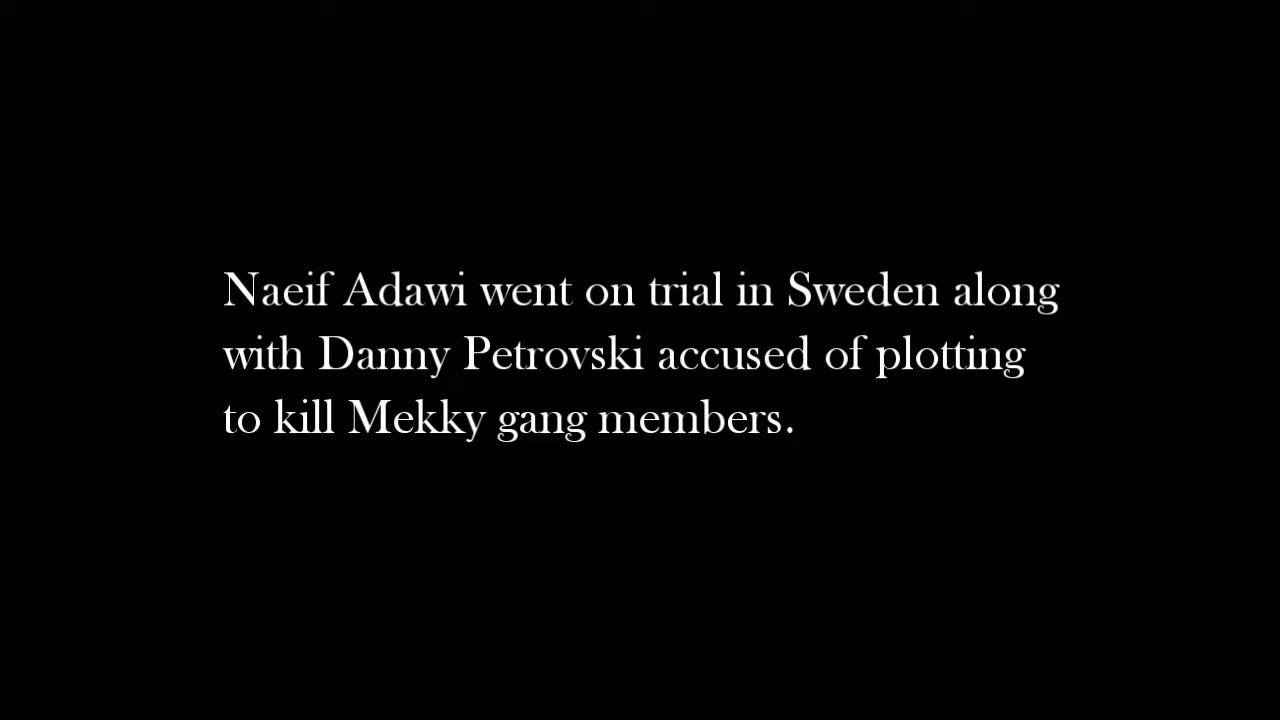 Naeif Adawi went on trial in Sweden along
with Danny Petrovski accused of plotting
to kill Mekky gang members.